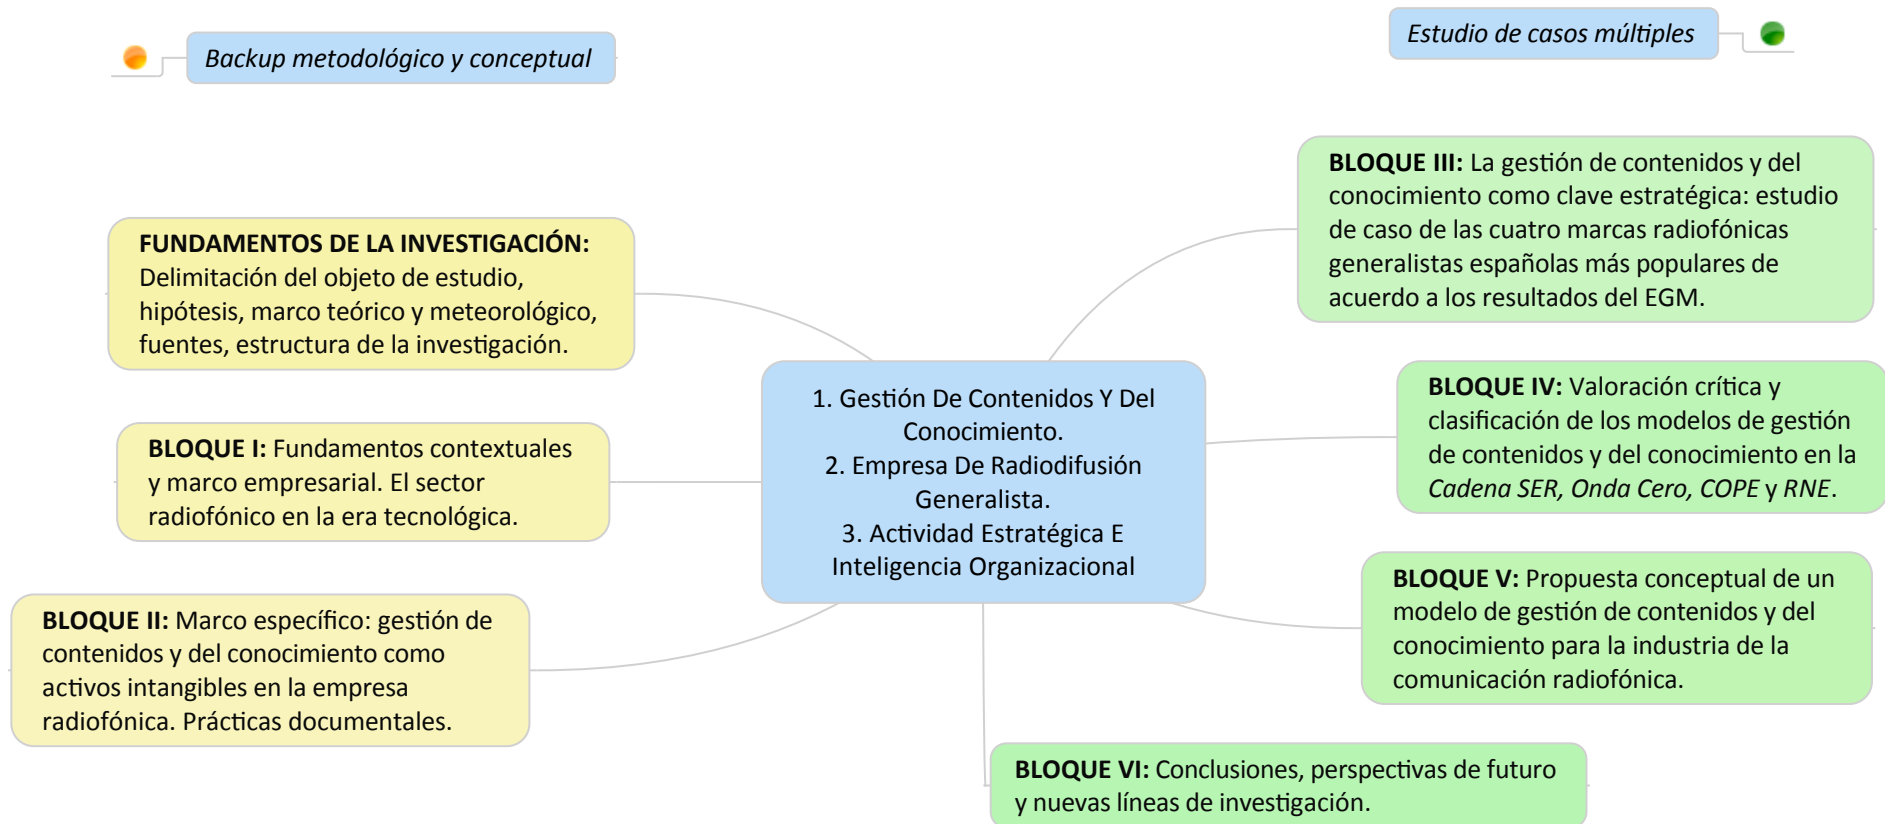 Backup metodológico y conceptual
Estudio de casos múltiples
FUNDAMENTOS DE LA INVESTIGACIÓN:
Delimitación del objeto de estudio,
hipótesis, marco teórico y meteorológico,
fuentes, estructura de la investigación.
BLOQUE I: Fundamentos contextuales
y marco empresarial. El sector
radiofónico en la era tecnológica.
BLOQUE II: Marco específico: gestión de
contenidos y del conocimiento como
activos intangibles en la empresa
radiofónica. Prácticas documentales.
1. Gestión De Contenidos Y Del
Conocimiento.
2. Empresa De Radiodifusión
Generalista.
3. Actividad Estratégica E
Inteligencia Organizacional
BLOQUE III: La gestión de contenidos y del
conocimiento como clave estratégica: estudio
de caso de las cuatro marcas radiofónicas
generalistas españolas más populares de
acuerdo a los resultados del EGM.
BLOQUE IV: Valoración crítica y
clasificación de los modelos de gestión
de contenidos y del conocimiento en la
Cadena SER, Onda Cero, COPE y RNE.
BLOQUE V: Propuesta conceptual de un
modelo de gestión de contenidos y del
conocimiento para la industria de la
comunicación radiofónica.
BLOQUE VI: Conclusiones, perspectivas de futuro
y nuevas líneas de investigación.